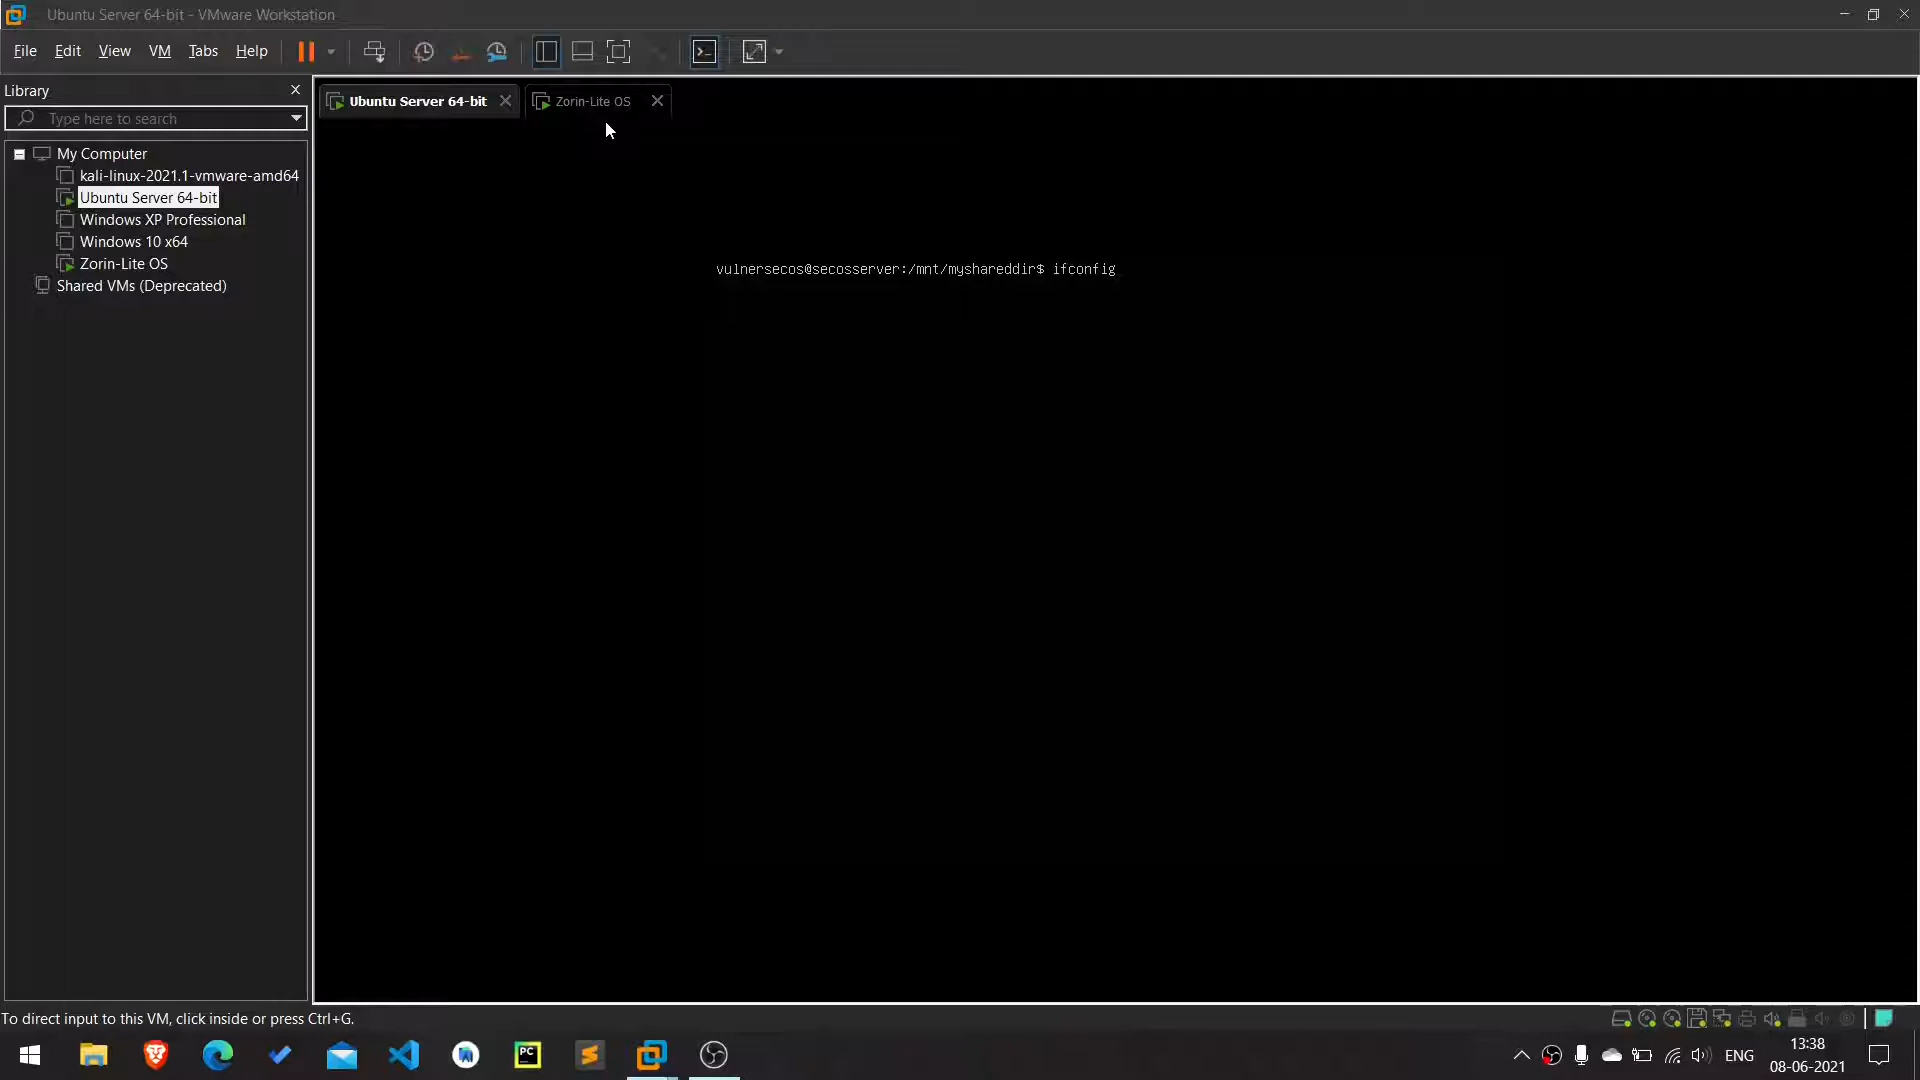 Ubuntu Server 64-bit - VMware Workstation
File Edit View VM Tabs Help
Library
Type here to search
My Computer
kali-linux-2021.1-vmware-amd64
Ubuntu Server 64-bit
Windows XP Professional
Windows 10 x64
Zorin-Lite OS
Shared VMs (Deprecated)
Ubuntu Server 64-bit
Zorin-Lite OS
vulnersecos@secosserver:/mnt/myshareddir$ ifconfig
To direct input to this VM, click inside or press Ctrl+G.
PC
ENG
13:38
08-06-2021